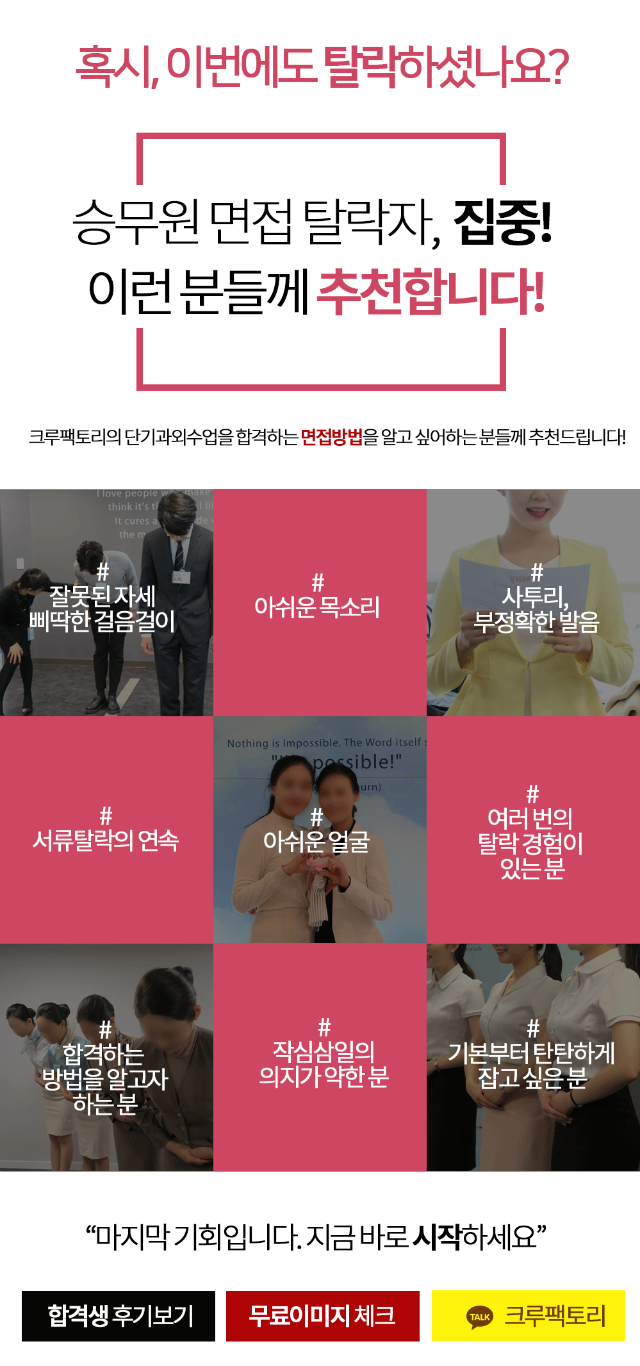 혹시, 이번에도 탈락하셨나요?
승무원 면접 탈락자, 집중!
이런 분들께 추천합니다!
크루팩토리의 단기과외수업을 합격하는 면접방법을 알고 싶어하는 분들께 추천드립니다!
I love people who make
think it's th
It cures a
the m
#
잘못된 자세
삐딱한 걸음걸이
#
아쉬운 목소리
#
사투리,
부정확한 발음
#
서류탈락의 연속
Nothing is Impossible, The Word itself s
possible!"
#
아쉬운 얼굴
#
여러 번의
탈락 경험이
있는 분
#
합격하는
방법을 알고자
하는 분
#
작심삼일의
의지가 약한 분
#
기본부터 탄탄하게
잡고 싶은 분
“마지막 기회입니다. 지금 바로 시작하세요”
합격생 후기보기
무료이미지 체크
TALK 크루팩토리